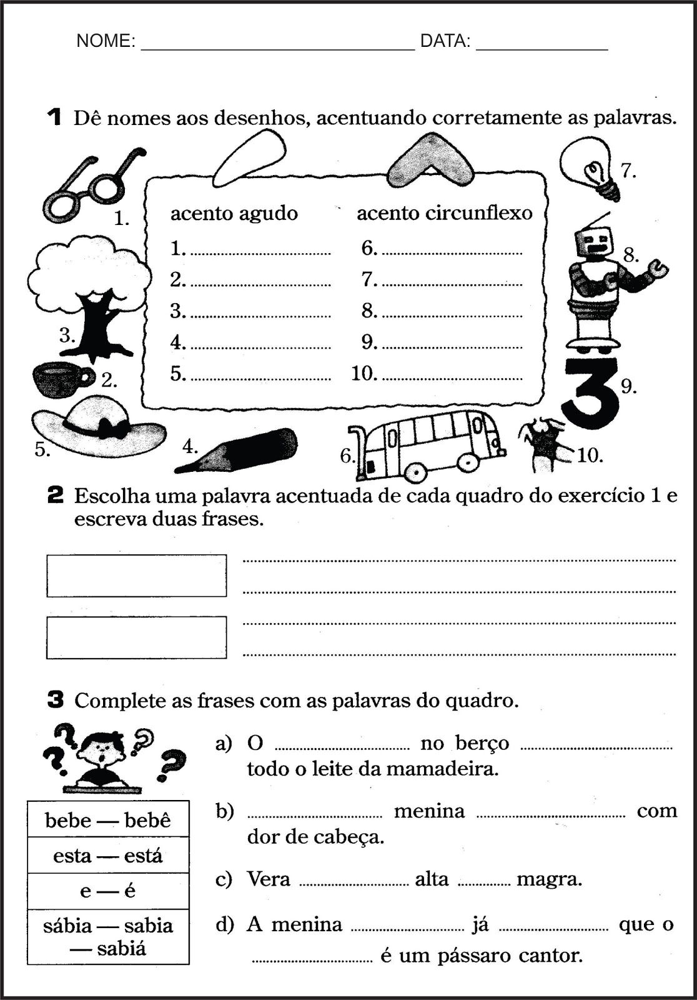 NOME: ______________ DATA: ______________
1 Dê nomes aos desenhos, acentuando corretamente as palavras.
acento agudo acento circunflexo
1. .............. 6. ..............
2. .............. 7. ..............
3. .............. 8. ..............
4. .............. 9. ..............
5. .............. 10. ..............
1.
3.
2.
5.
4.
6.
7.
8.
3 9.
10.
2 Escolha uma palavra acentuada de cada quadro do exercício 1 e
escreva duas frases.
3 Complete as frases com as palavras do quadro.
? ? ? ?
bebe — bebê
esta — está
e — é
sábia — sabia
— sabiá
a) O .............. no berço ..............
todo o leite da mamadeira.
b) .............. menina .............. com
dor de cabeça.
c) Vera .............. alta .............. magra.
d) A menina .............. já .............. que o
.............. é um pássaro cantor.